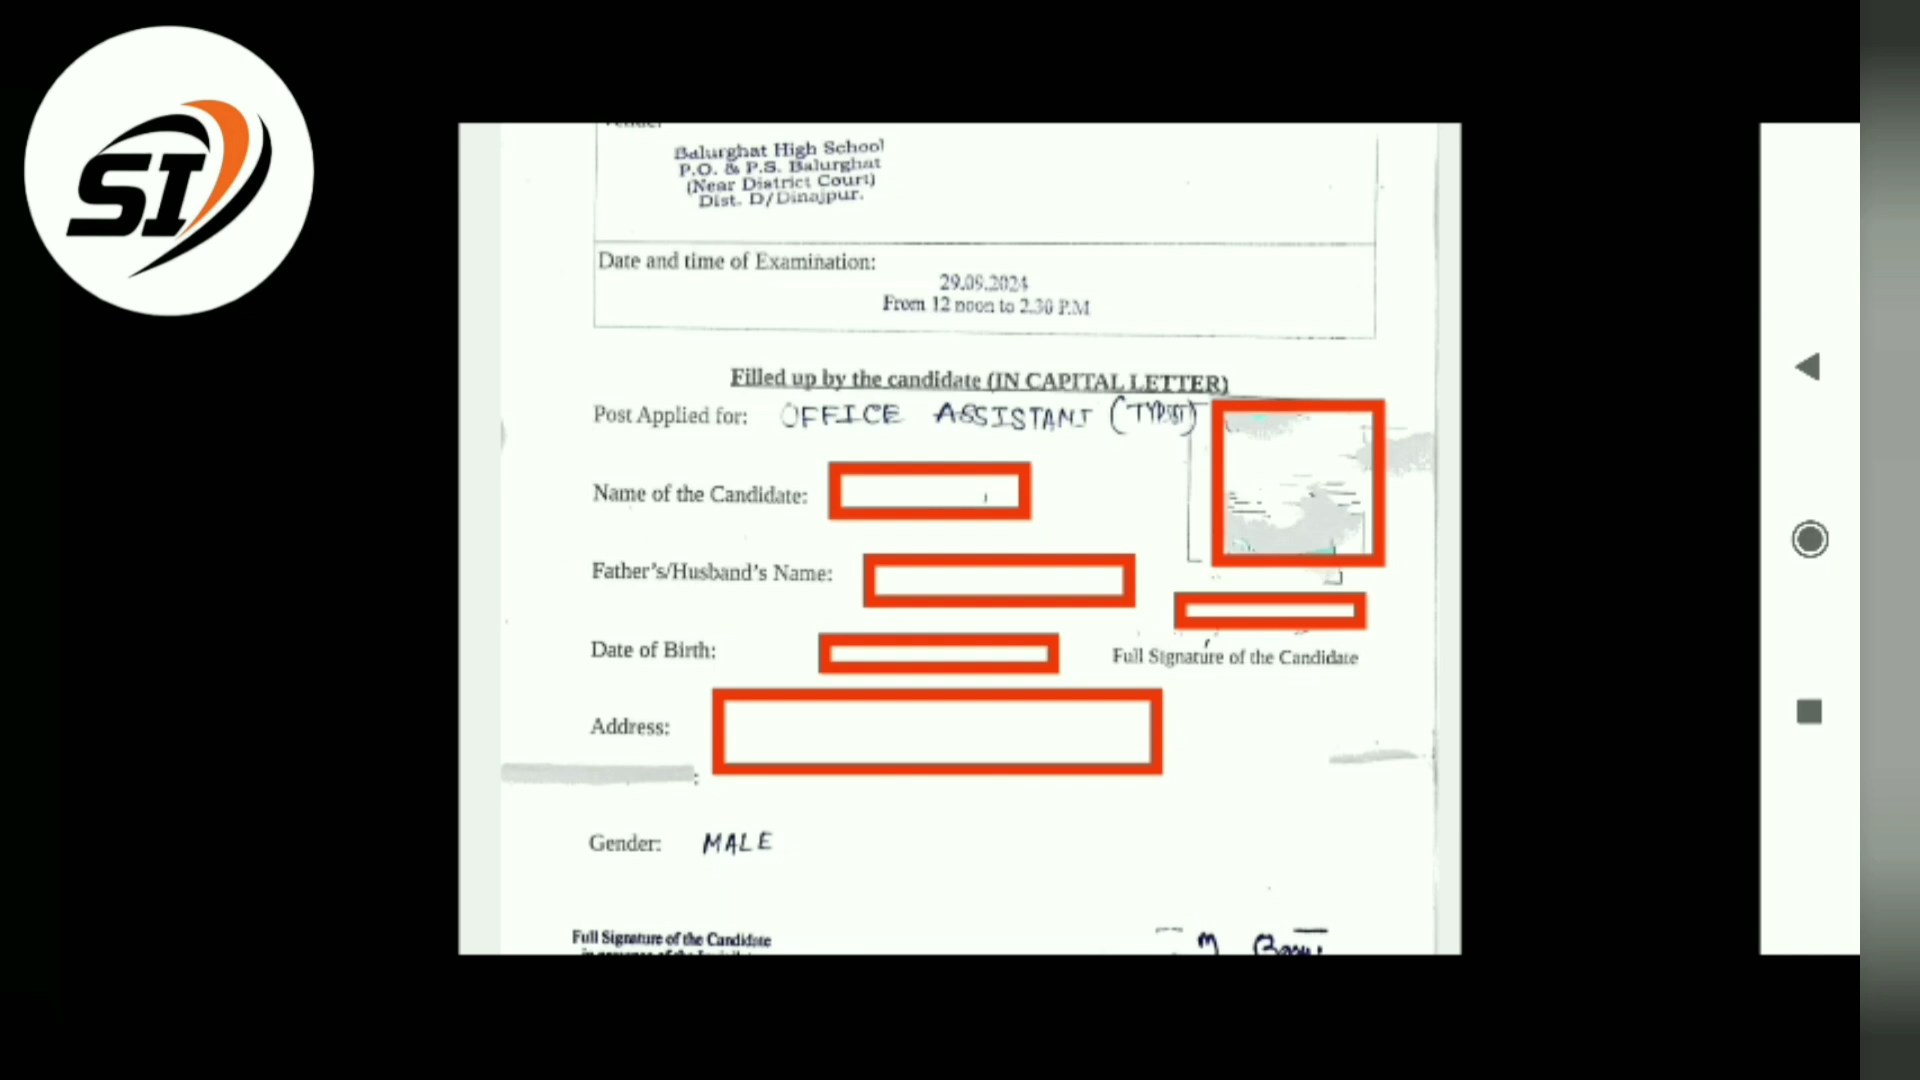 SI
Balurghat High School
P.O. & P.S. Balurghat
(Near District Court)
Dist. D/Dinajpur.
Date and time of Examination:
29.09.2024
From 12 noon to 2.30 P.M
Filled up by the candidate (IN CAPITAL LETTER)
Post Applied for: OFFICE ASSISTANT (TYPIST)
Name of the Candidate:
Father's/Husband's Name:
Date of Birth:
Full Signature of the Candidate
Address:
Gender: MALE
Full Signature of the Candidate